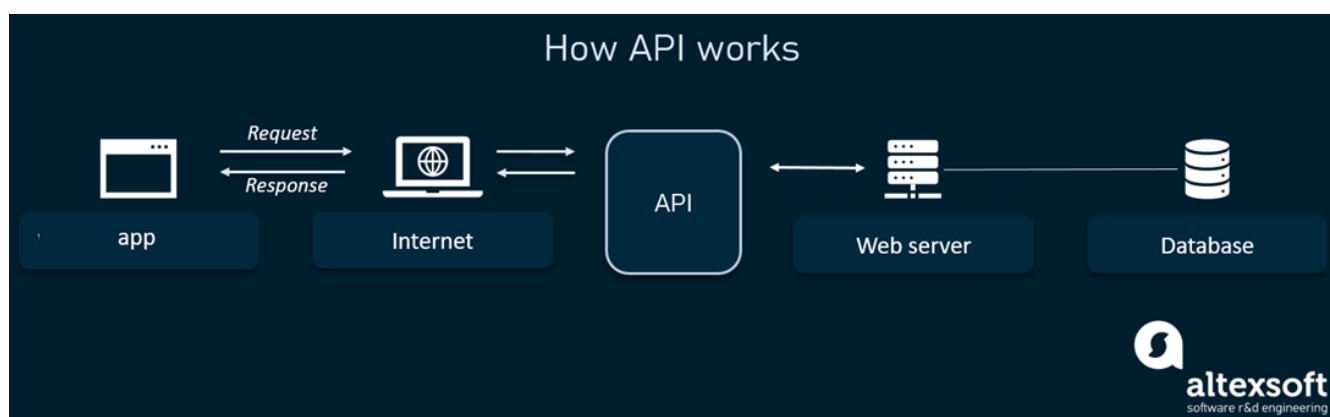 How API works
Request
Response
API
app
Internet
Web server
Database
altexsoft
software r&d engineering